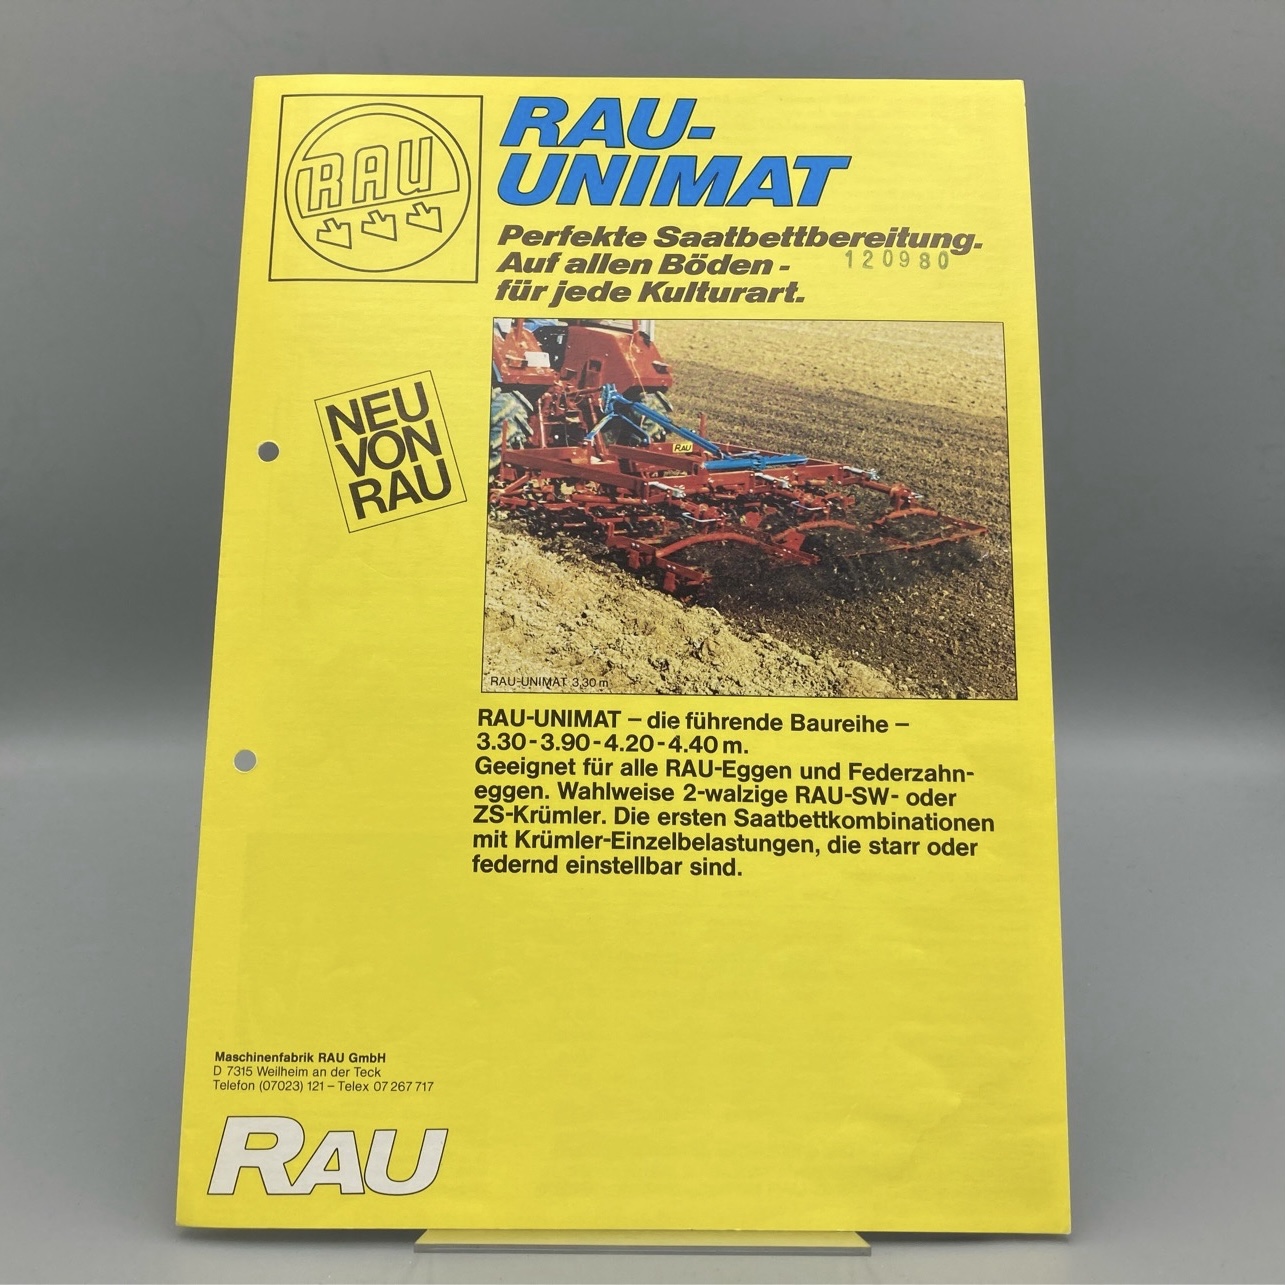 RAU
RAU-
UNIMAT
Perfekte Saatbettbereitung.
Auf allen Böden -
120980
für jede Kulturart.
NEU
VON
RAU
RAU
RAU-UNIMAT 3,30 m
RAU-UNIMAT – die führende Baureihe –
3.30-3.90-4.20-4.40 m.
Geeignet für alle RAU-Eggen und Federzahn-
eggen. Wahlweise 2-walzige RAU-SW- oder
ZS-Krümler. Die ersten Saatbettkombinationen
mit Krümler-Einzelbelastungen, die starr oder
federnd einstellbar sind.
Maschinenfabrik RAU GmbH
D 7315 Weilheim an der Teck
Telefon (07023) 121 – Telex 07 267 717
RAU